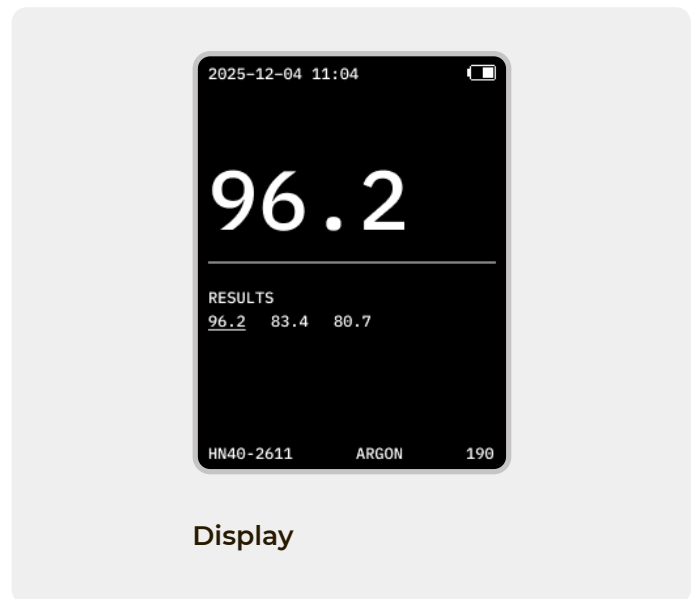 2025-12-04 11:04
96.2
RESULTS
96.2 83.4 80.7
HN40-2611 ARGON 190
Display